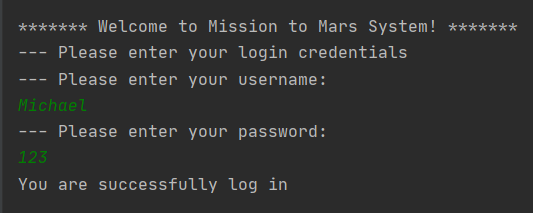 ******* Welcome to Mission to Mars System! *******
--- Please enter your login credentials
--- Please enter your username:
Michael
--- Please enter your password:
123
You are successfully log in